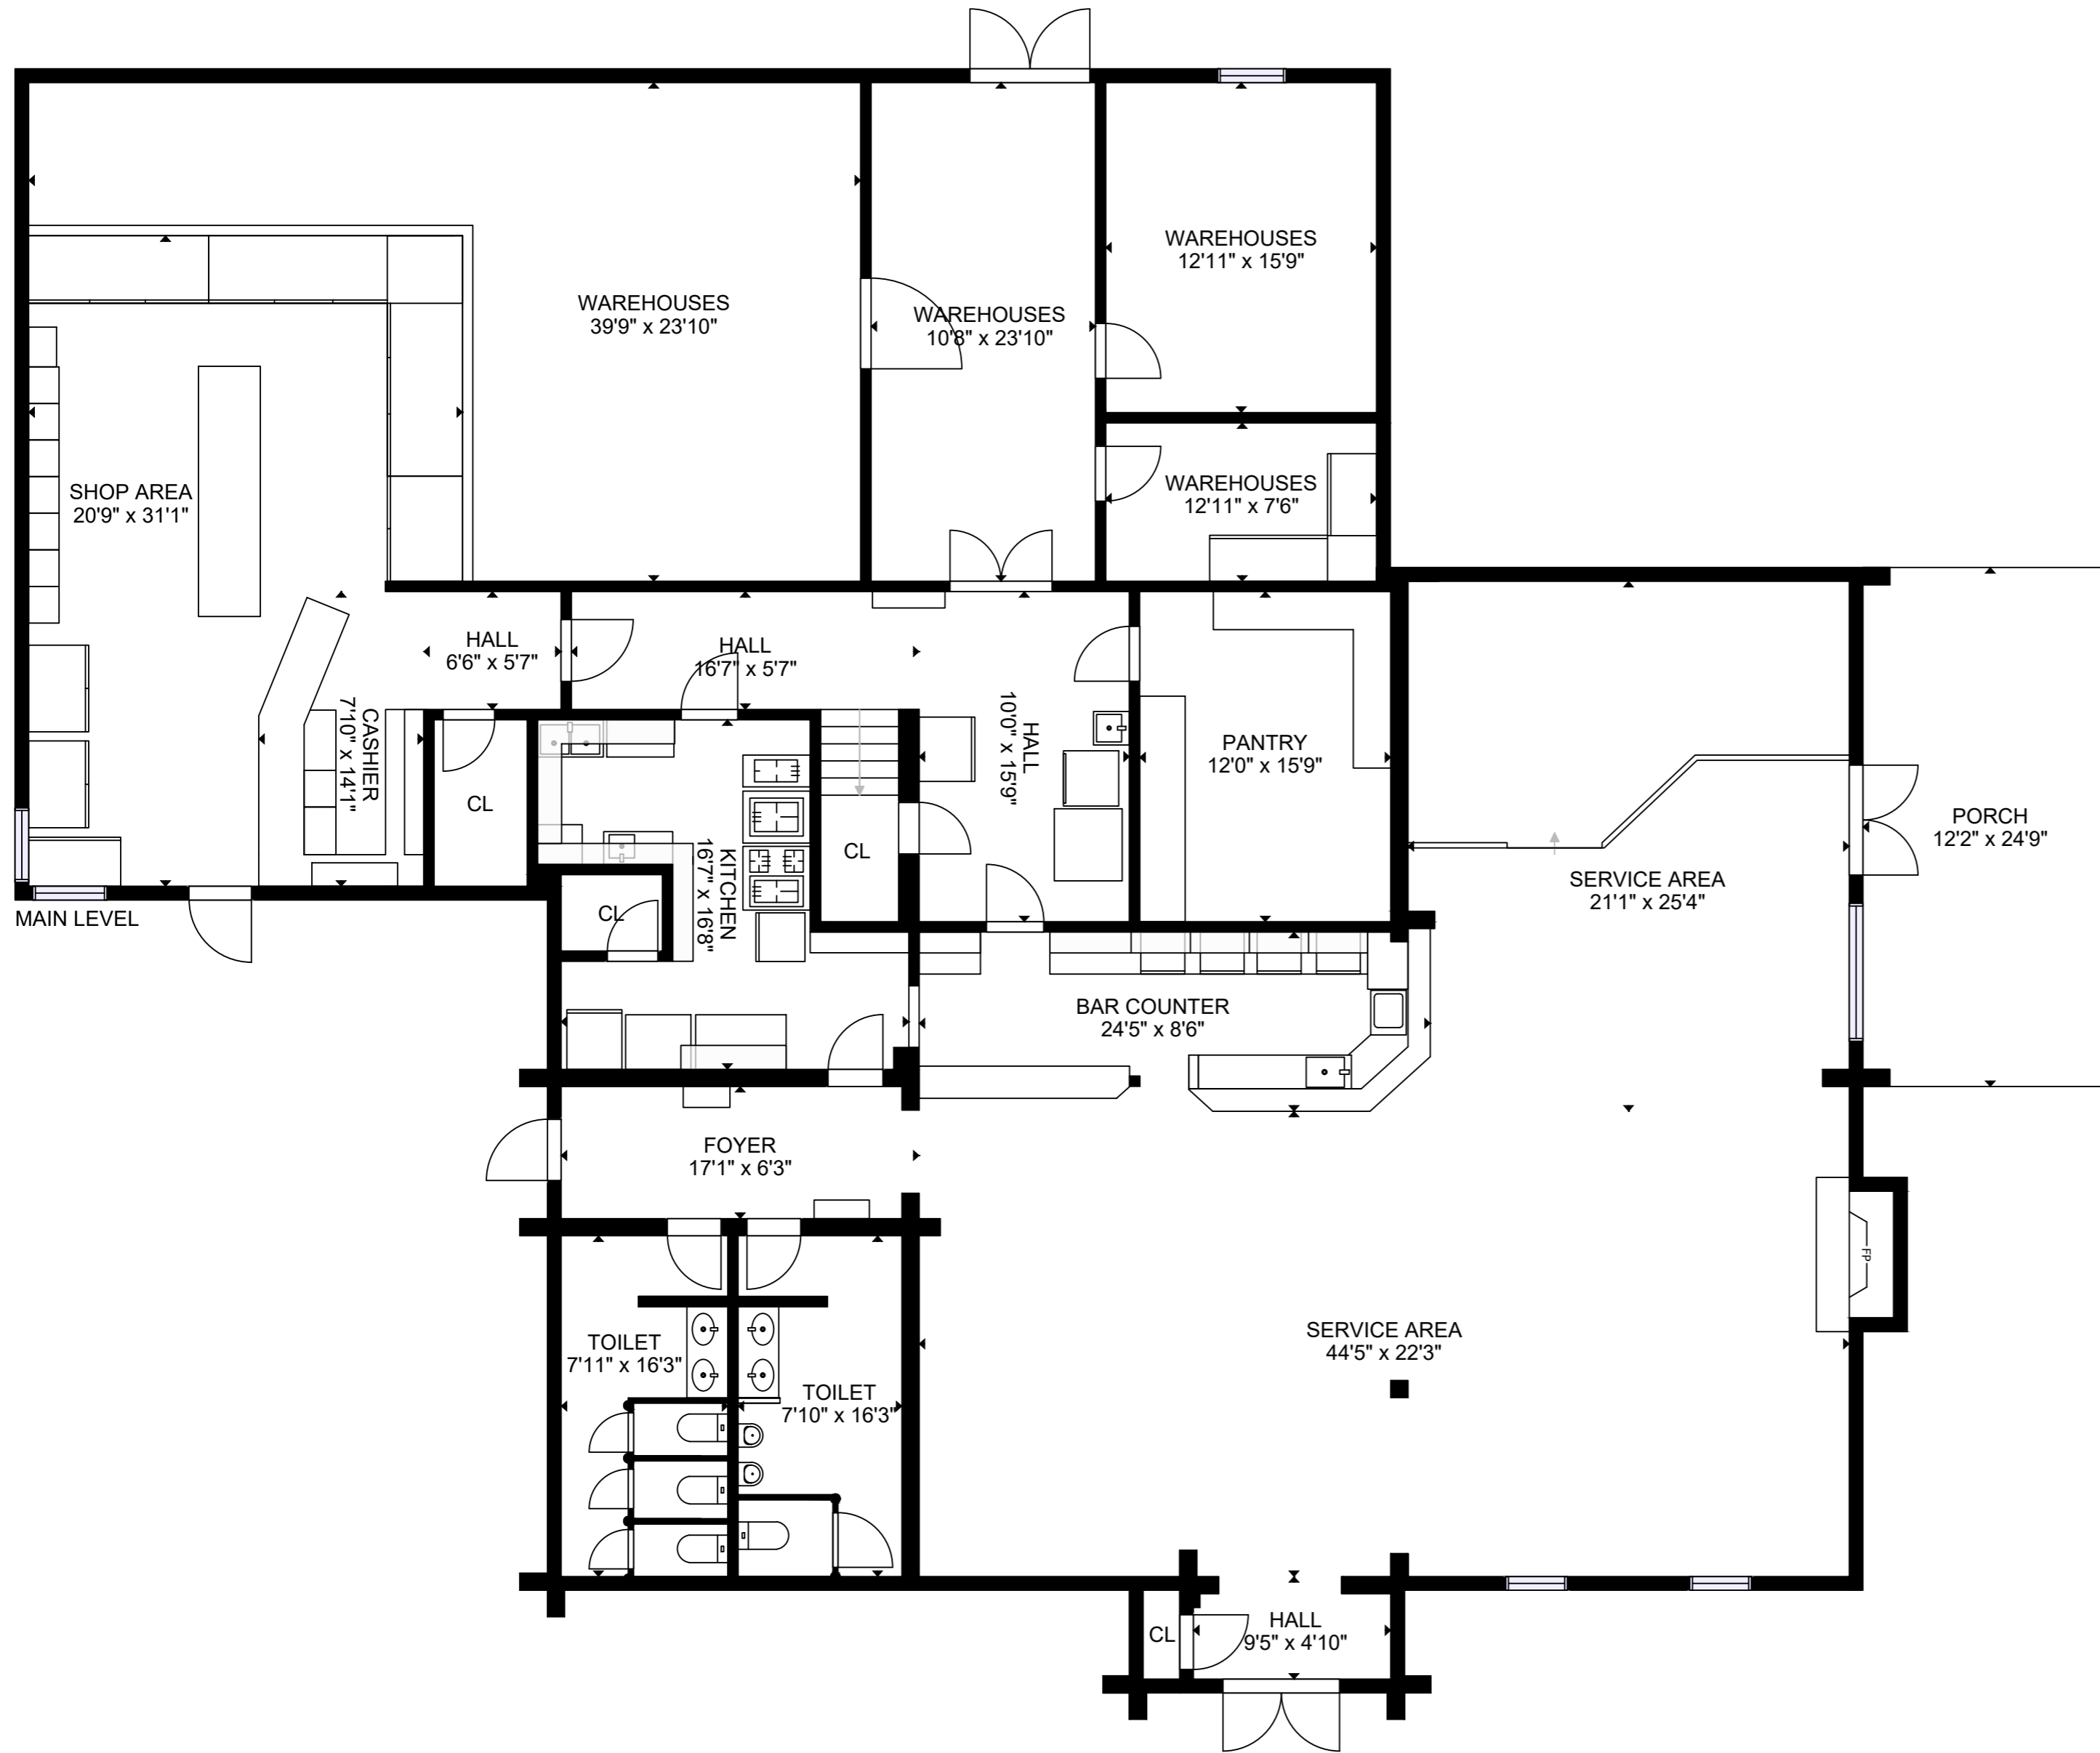 WAREHOUSES
12'11" x 15'9"
WAREHOUSES
39'9" x 23'10"
WAREHOUSES
10'8" x 23'10"
SHOP AREA
20'9" x 31'1"
WAREHOUSES
12'11" x 7'6"
HALL
6'6" x 5'7"
HALL
16'7" x 5'7"
CASHIER
7'10" x 14'1"
HALL
10'0" x 15'9"
PANTRY
12'0" x 15'9"
CL
CL
KITCHEN
16'7" x 16'8"
PORCH
12'2" x 24'9"
SERVICE AREA
21'1" x 25'4"
MAIN LEVEL
CL
BAR COUNTER
24'5" x 8'6"
FOYER
17'1" x 6'3"
FP
TOILET
7'11" x 16'3"
SERVICE AREA
44'5" x 22'3"
TOILET
7'10" x 16'3"
CL
HALL
9'5" x 4'10"